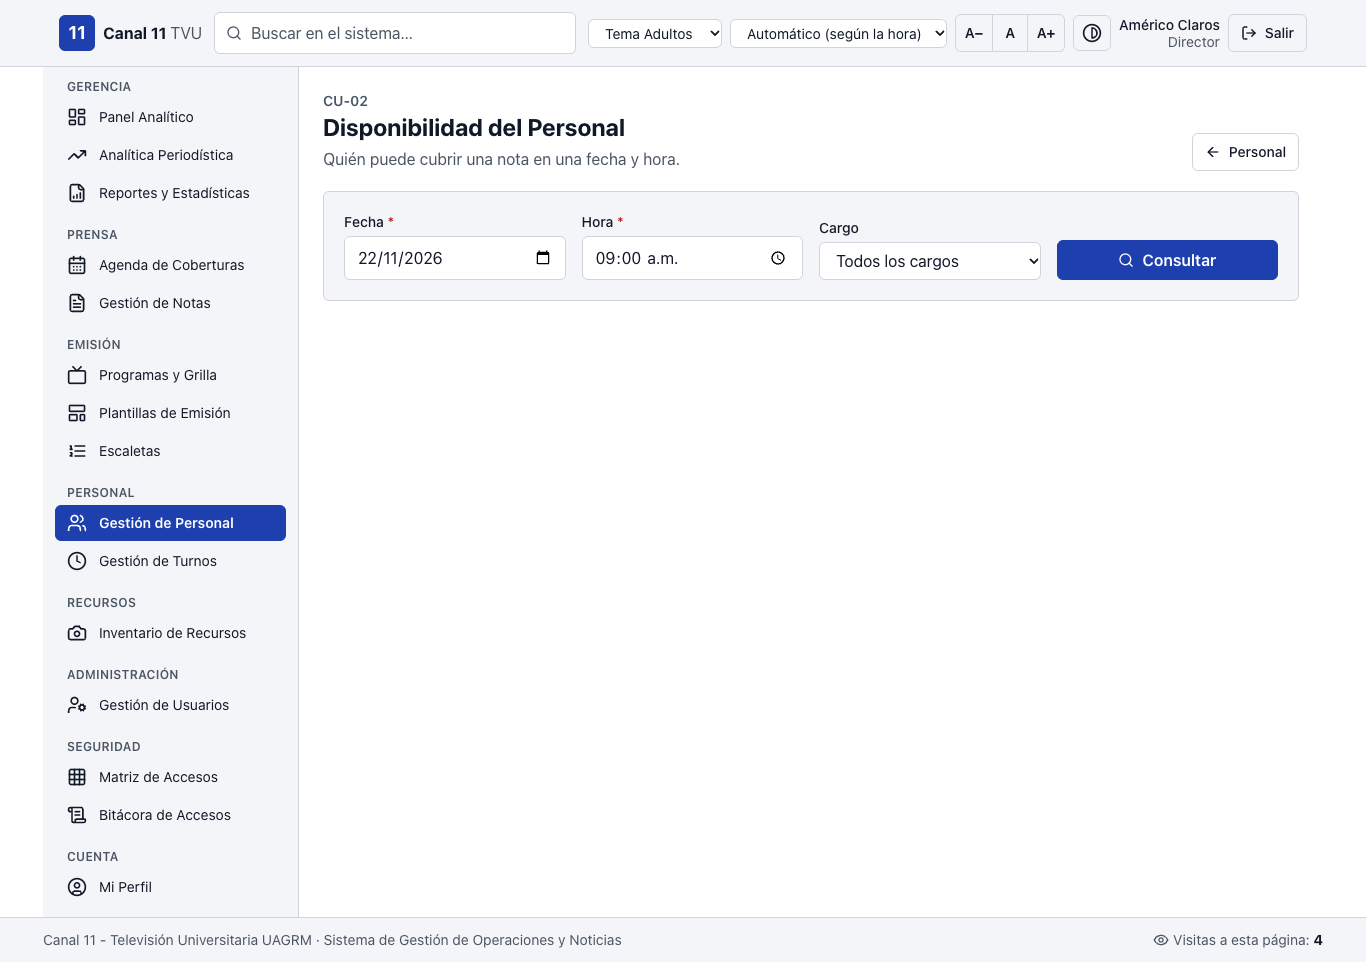 11 Canal 11 TVU
Buscar en el sistema...
Tema Adultos
Automático (según la hora)
A− A A+
Américo Claros
Director
Salir
GERENCIA
Panel Analítico
Analítica Periodística
Reportes y Estadísticas
PRENSA
Agenda de Coberturas
Gestión de Notas
EMISIÓN
Programas y Grilla
Plantillas de Emisión
Escaletas
PERSONAL
Gestión de Personal
Gestión de Turnos
RECURSOS
Inventario de Recursos
ADMINISTRACIÓN
Gestión de Usuarios
SEGURIDAD
Matriz de Accesos
Bitácora de Accesos
CUENTA
Mi Perfil
CU-02
Disponibilidad del Personal
Quién puede cubrir una nota en una fecha y hora.
Personal
Fecha *
22/11/2026
Hora *
09:00 a.m.
Cargo
Todos los cargos
Consultar
Canal 11 - Televisión Universitaria UAGRM · Sistema de Gestión de Operaciones y Noticias
Visitas a esta página: 4